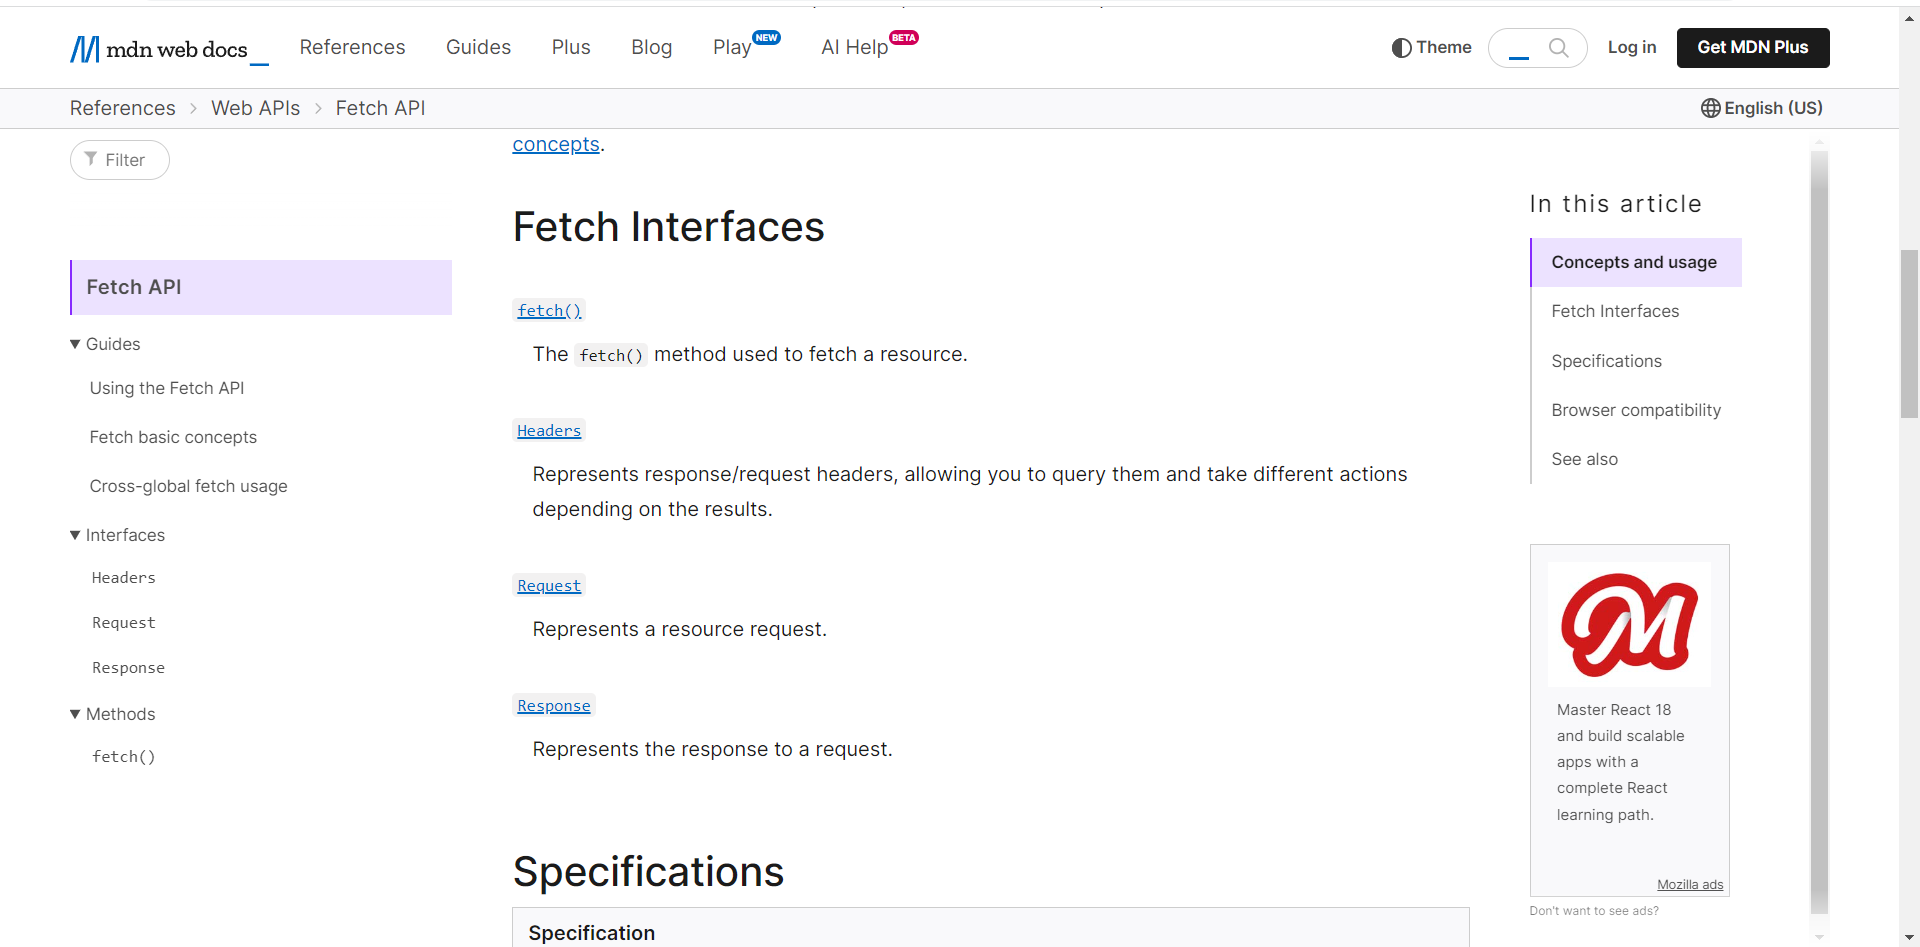 mdn web docs_
References
Guides
Plus
Blog
Play NEW
AI Help BETA
Theme
Log in
Get MDN Plus
References > Web APIs > Fetch API
English (US)
Filter
Fetch API
Guides
Using the Fetch API
Fetch basic concepts
Cross-global fetch usage
Interfaces
Headers
Request
Response
Methods
fetch()
concepts.
Fetch Interfaces
fetch()
The fetch() method used to fetch a resource.
Headers
Represents response/request headers, allowing you to query them and take different actions
depending on the results.
Request
Represents a resource request.
Response
Represents the response to a request.
Specifications
Specification
In this article
Concepts and usage
Fetch Interfaces
Specifications
Browser compatibility
See also
M
Master React 18
and build scalable
apps with a
complete React
learning path.
Mozilla ads
Don't want to see ads?